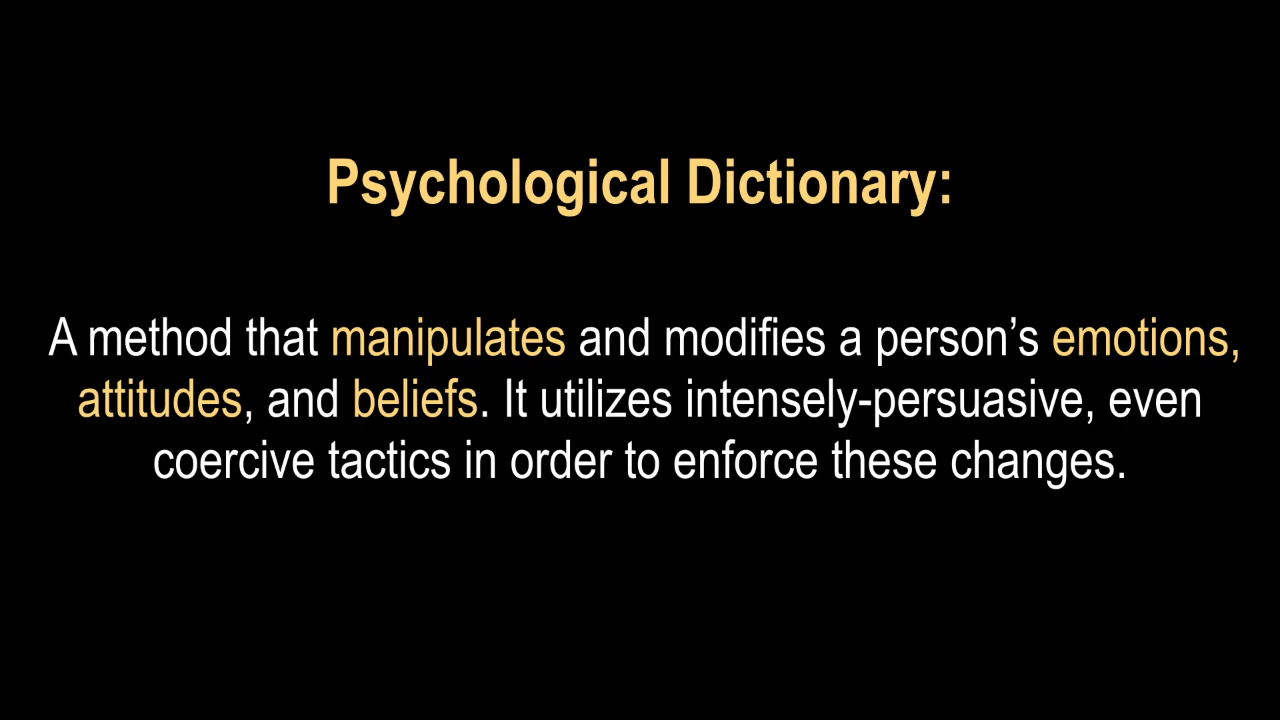 Psychological Dictionary:
A method that manipulates and modifies a person’s emotions,
attitudes, and beliefs. It utilizes intensely-persuasive, even
coercive tactics in order to enforce these changes.